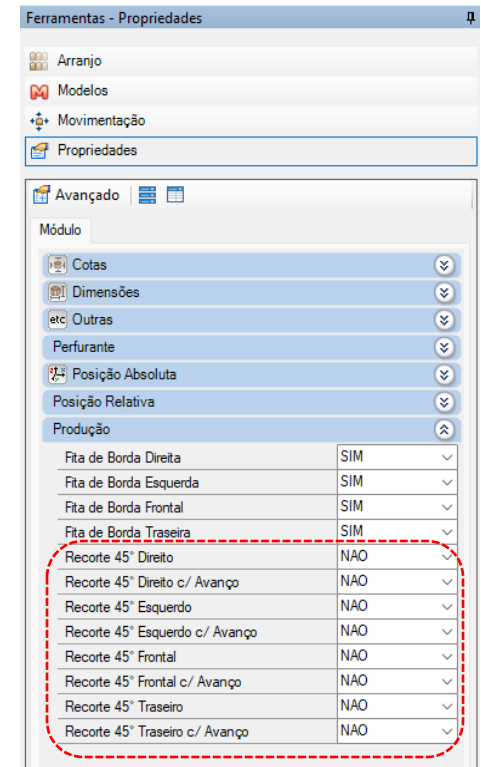 Ferramentas - Propriedades
Arranjo
Modelos
Movimentação
Propriedades
Avançado
Módulo
Cotas
Dimensões
etc Outras
Perfurante
Posição Absoluta
Posição Relativa
Produção
Fita de Borda Direita SIM
Fita de Borda Esquerda SIM
Fita de Borda Frontal SIM
Fita de Borda Traseira SIM
Recorte 45° Direito NAO
Recorte 45° Direito c/ Avanço NAO
Recorte 45° Esquerdo NAO
Recorte 45° Esquerdo c/ Avanço NAO
Recorte 45° Frontal NAO
Recorte 45° Frontal c/ Avanço NAO
Recorte 45° Traseiro NAO
Recorte 45° Traseiro c/ Avanço NAO